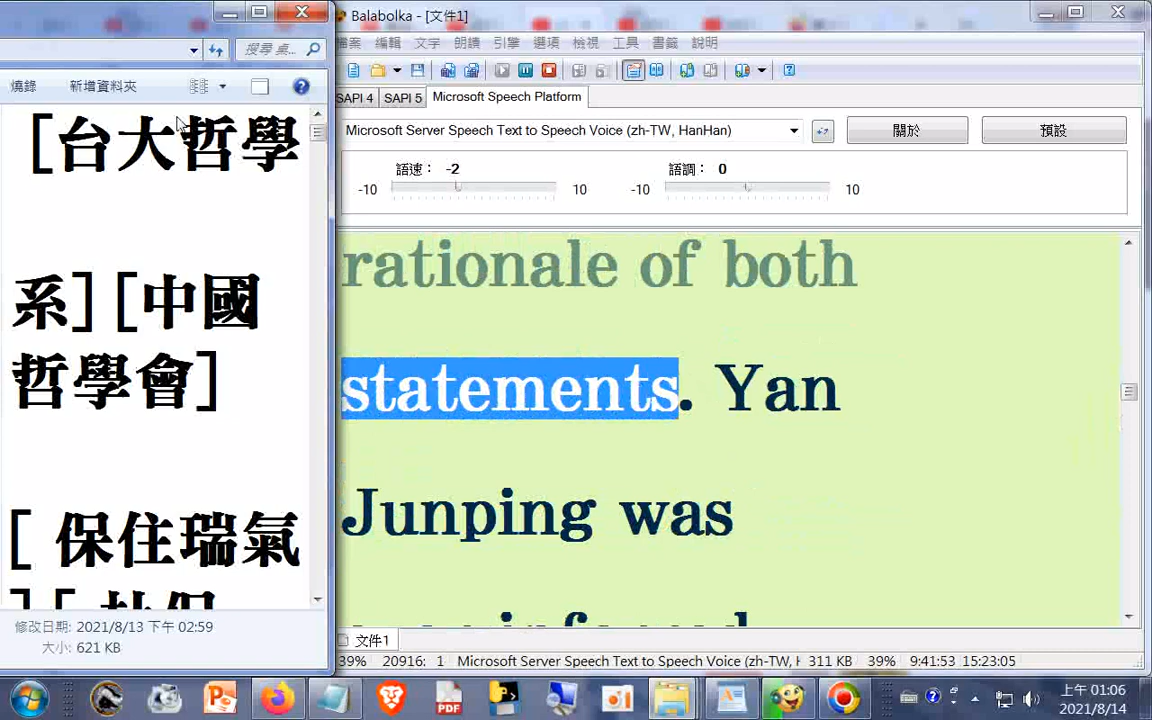 Balabolka - [文件1]
搜尋 桌...
檔案 編輯 文字 朗讀 引擎 選項 檢視 工具 書籤 說明
燒錄 新增資料夾
SAPI 4 SAPI 5 Microsoft Speech Platform
Microsoft Server Speech Text to Speech Voice (zh-TW, HanHan) 關於 預設
語速： -2 語調： 0
-10 10 -10 10
[台大哲學
系][中國
哲學會]
[ 保住瑞氣
rationale of both
statements. Yan
Junping was
修改日期: 2021/8/13 下午 02:59
大小: 621 KB
文件1
39% 20916: 1 Microsoft Server Speech Text to Speech Voice (zh-TW, H 311 KB 39% 9:41:53 15:23:05
上午 01:06
2021/8/14